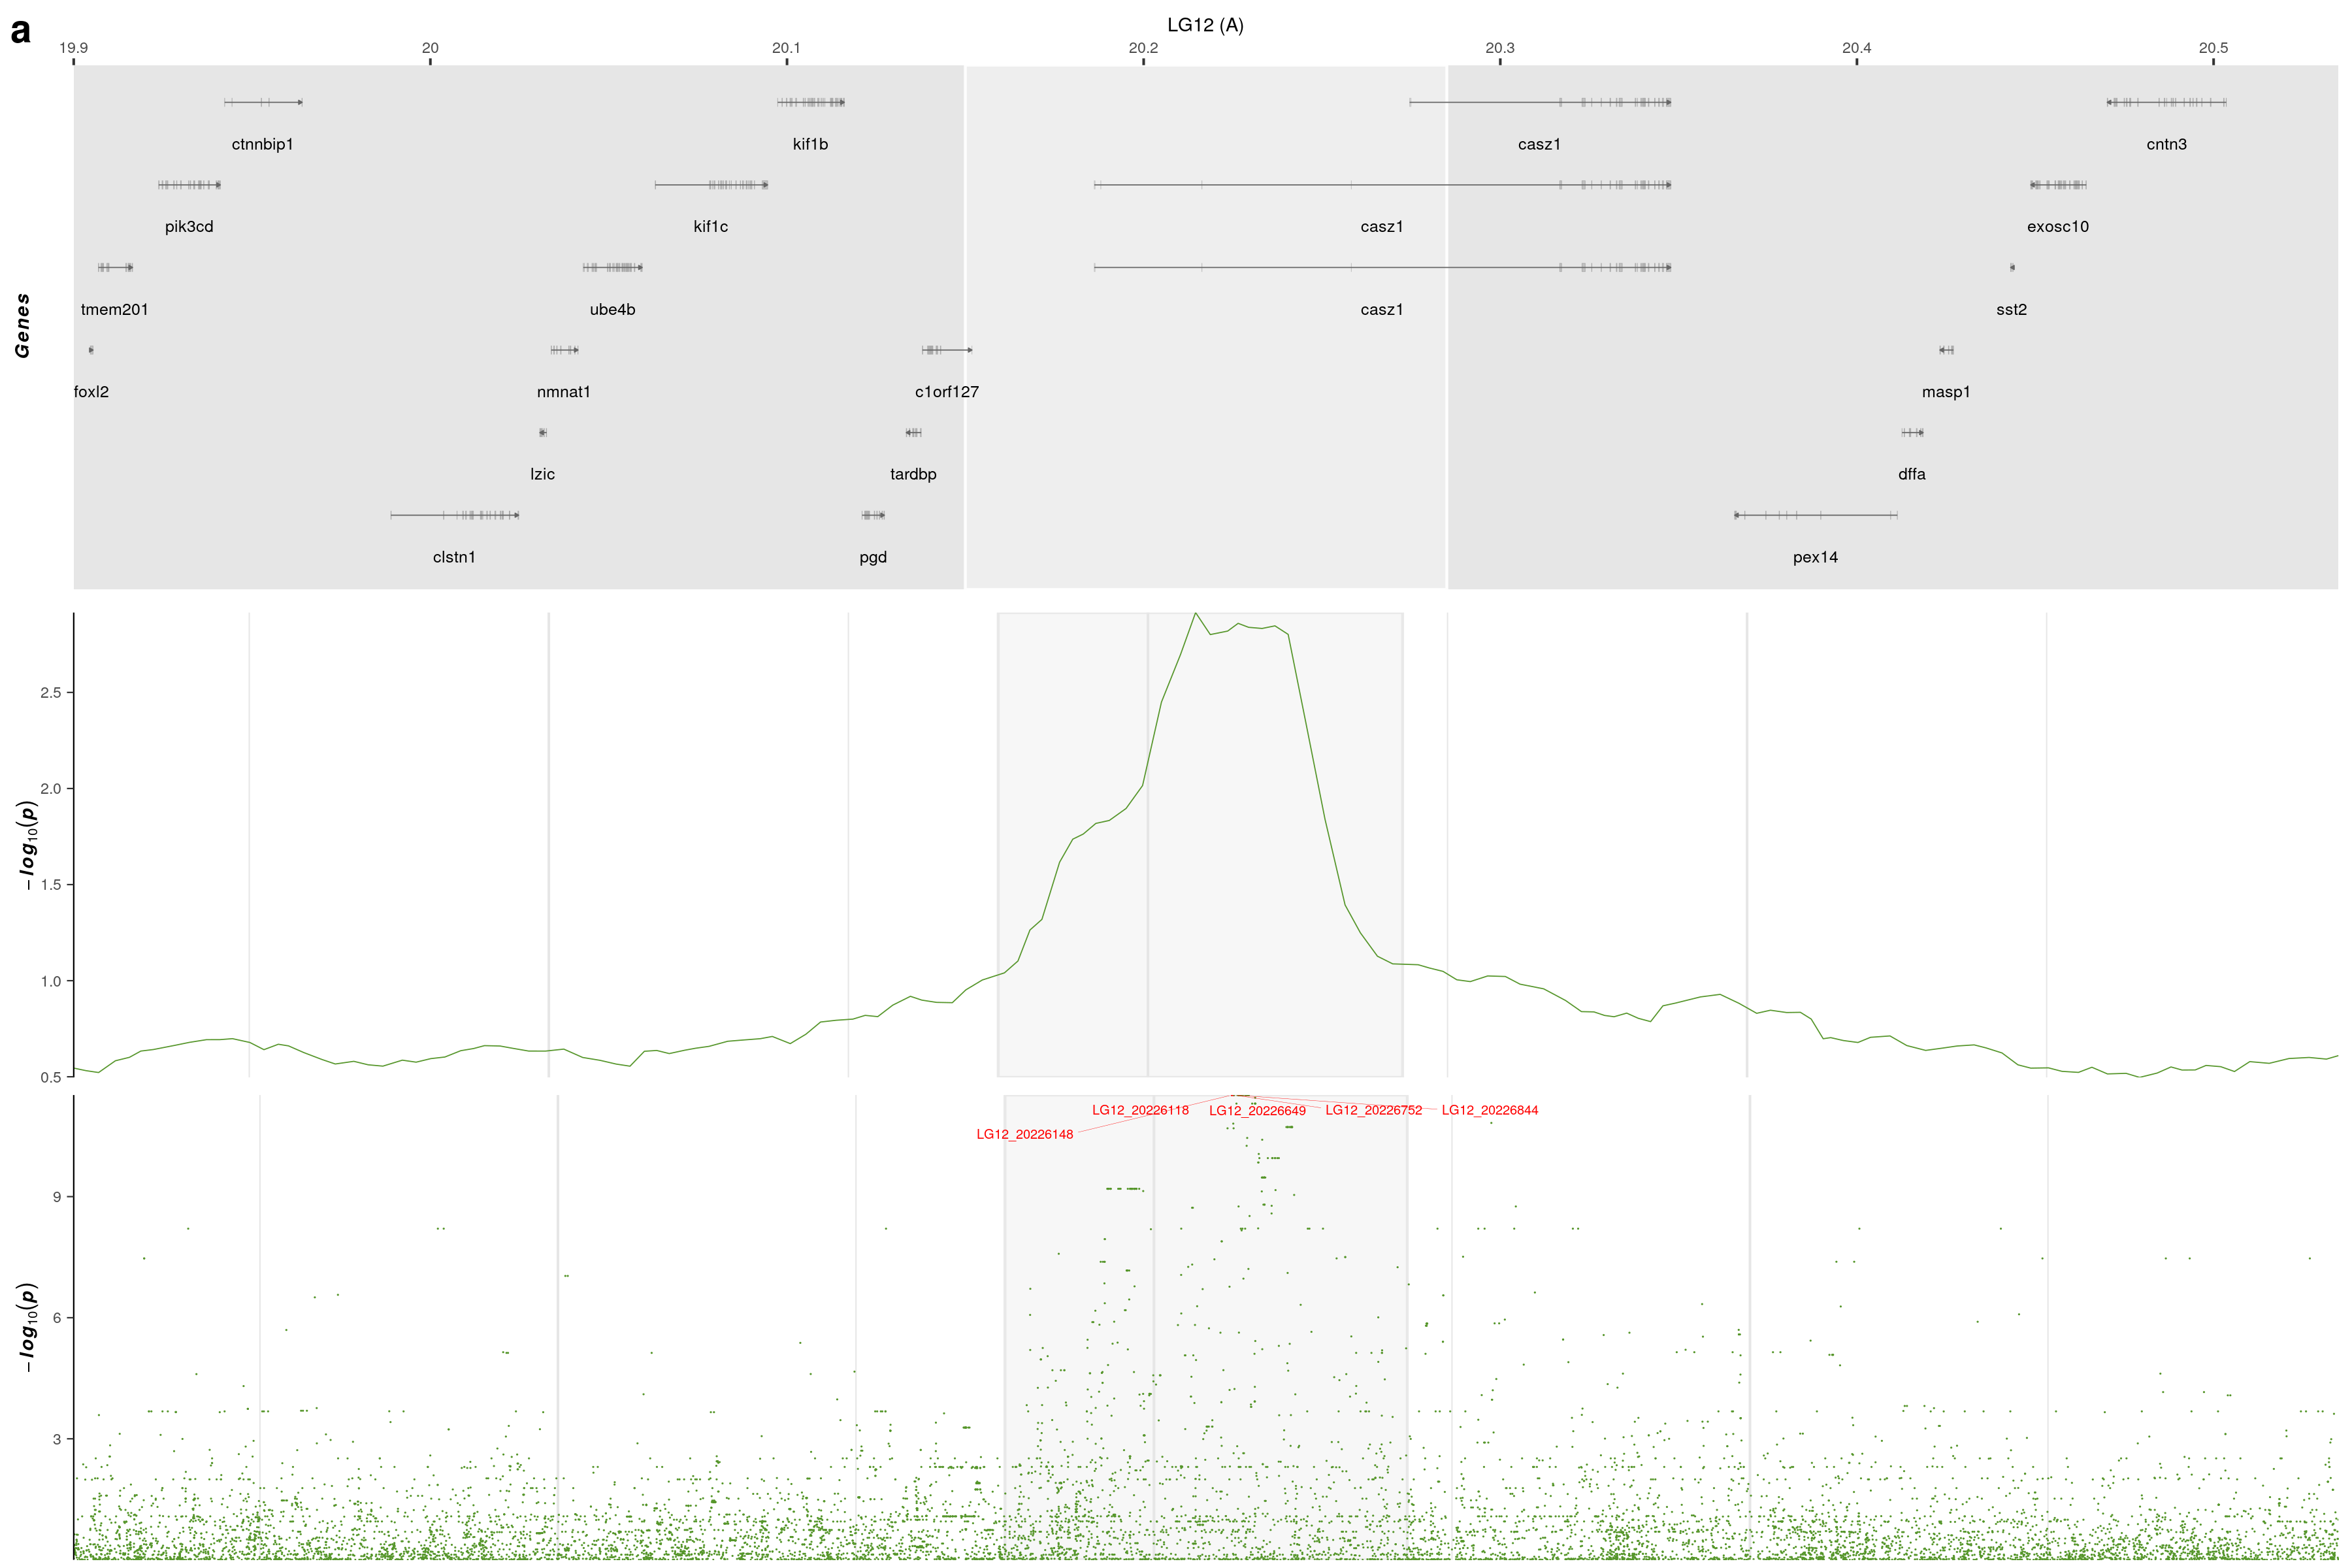 a
LG12 (A)
19.9 20 20.1 20.2 20.3 20.4 20.5
Genes
ctnnbip1 kif1b casz1 cntn3
pik3cd kif1c casz1 exosc10
tmem201 ube4b casz1 sst2
foxl2 nmnat1 c1orf127 masp1
lzic tardbp dffa
clstn1 pgd pex14
−log10(p)
2.5
2.0
1.5
1.0
0.5
−log10(p)
LG12_20226118 LG12_20226649 LG12_20226752 LG12_20226844
LG12_20226148
9
6
3